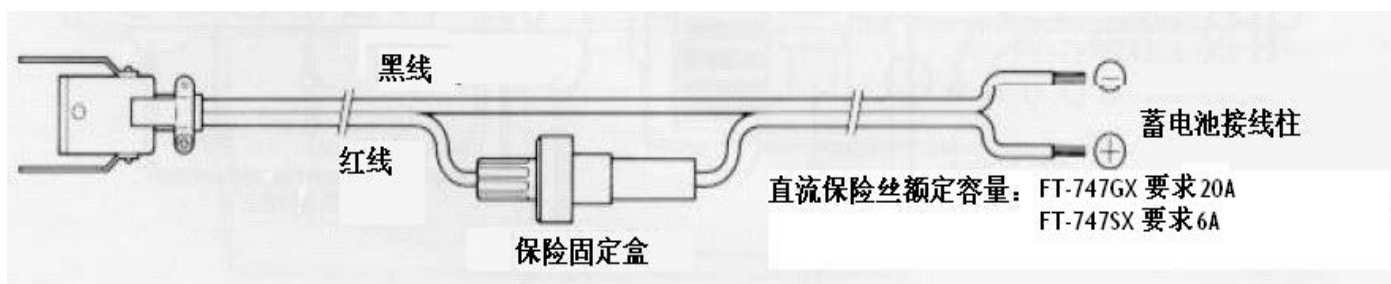 黑线
红线
保险固定盒
⊖
⊕
蓄电池接线柱
直流保险丝额定容量：FT-747GX 要求20A
FT-747SX 要求6A